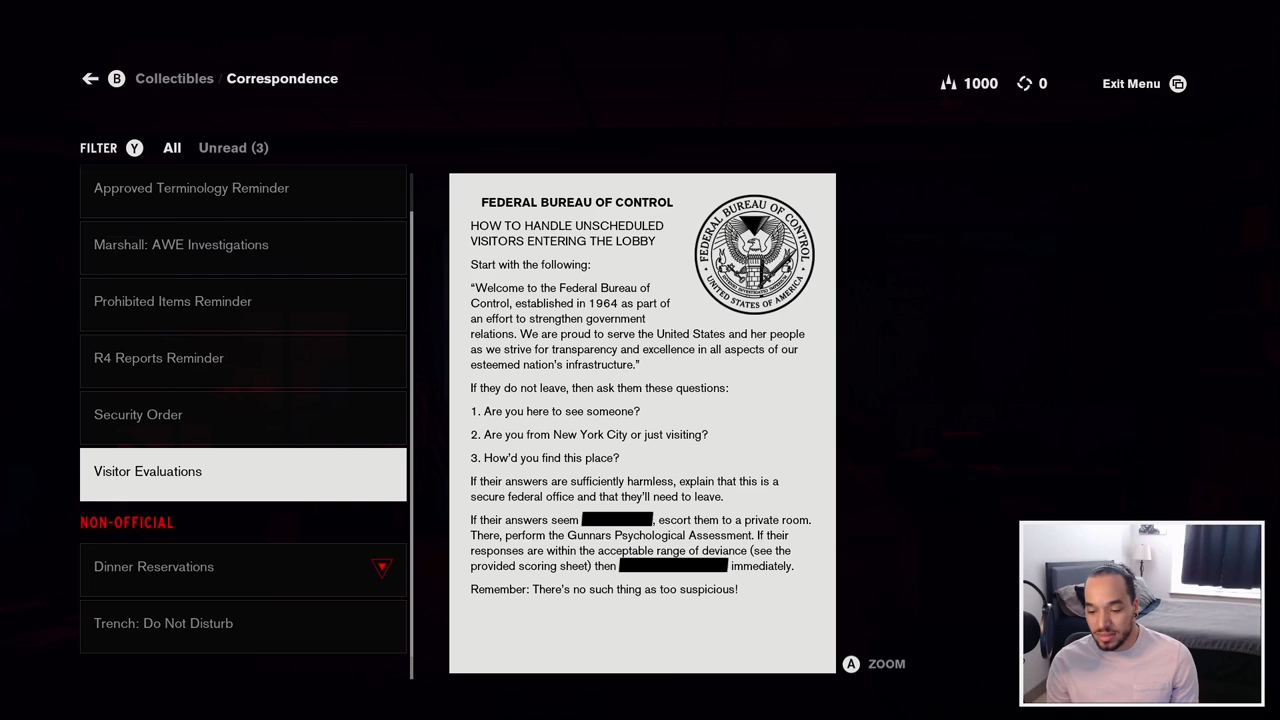 B Collectibles / Correspondence
1000 0 Exit Menu
FILTER Y All Unread (3)
Approved Terminology Reminder
Marshall: AWE Investigations
Prohibited Items Reminder
R4 Reports Reminder
Security Order
Visitor Evaluations
NON-OFFICIAL
Dinner Reservations
Trench: Do Not Disturb
FEDERAL BUREAU OF CONTROL
HOW TO HANDLE UNSCHEDULED
VISITORS ENTERING THE LOBBY
Start with the following:
“Welcome to the Federal Bureau of
Control, established in 1964 as part of
an effort to strengthen government
relations. We are proud to serve the United States and her people
as we strive for transparency and excellence in all aspects of our
esteemed nation’s infrastructure.”
If they do not leave, then ask them these questions:
1. Are you here to see someone?
2. Are you from New York City or just visiting?
3. How’d you find this place?
If their answers are sufficiently harmless, explain that this is a
secure federal office and that they’ll need to leave.
If their answers seem , escort them to a private room.
There, perform the Gunnars Psychological Assessment. If their
responses are within the acceptable range of deviance (see the
provided scoring sheet) then immediately.
Remember: There’s no such thing as too suspicious!
FEDERAL BUREAU OF CONTROL
UNITED STATES OF AMERICA
A ZOOM